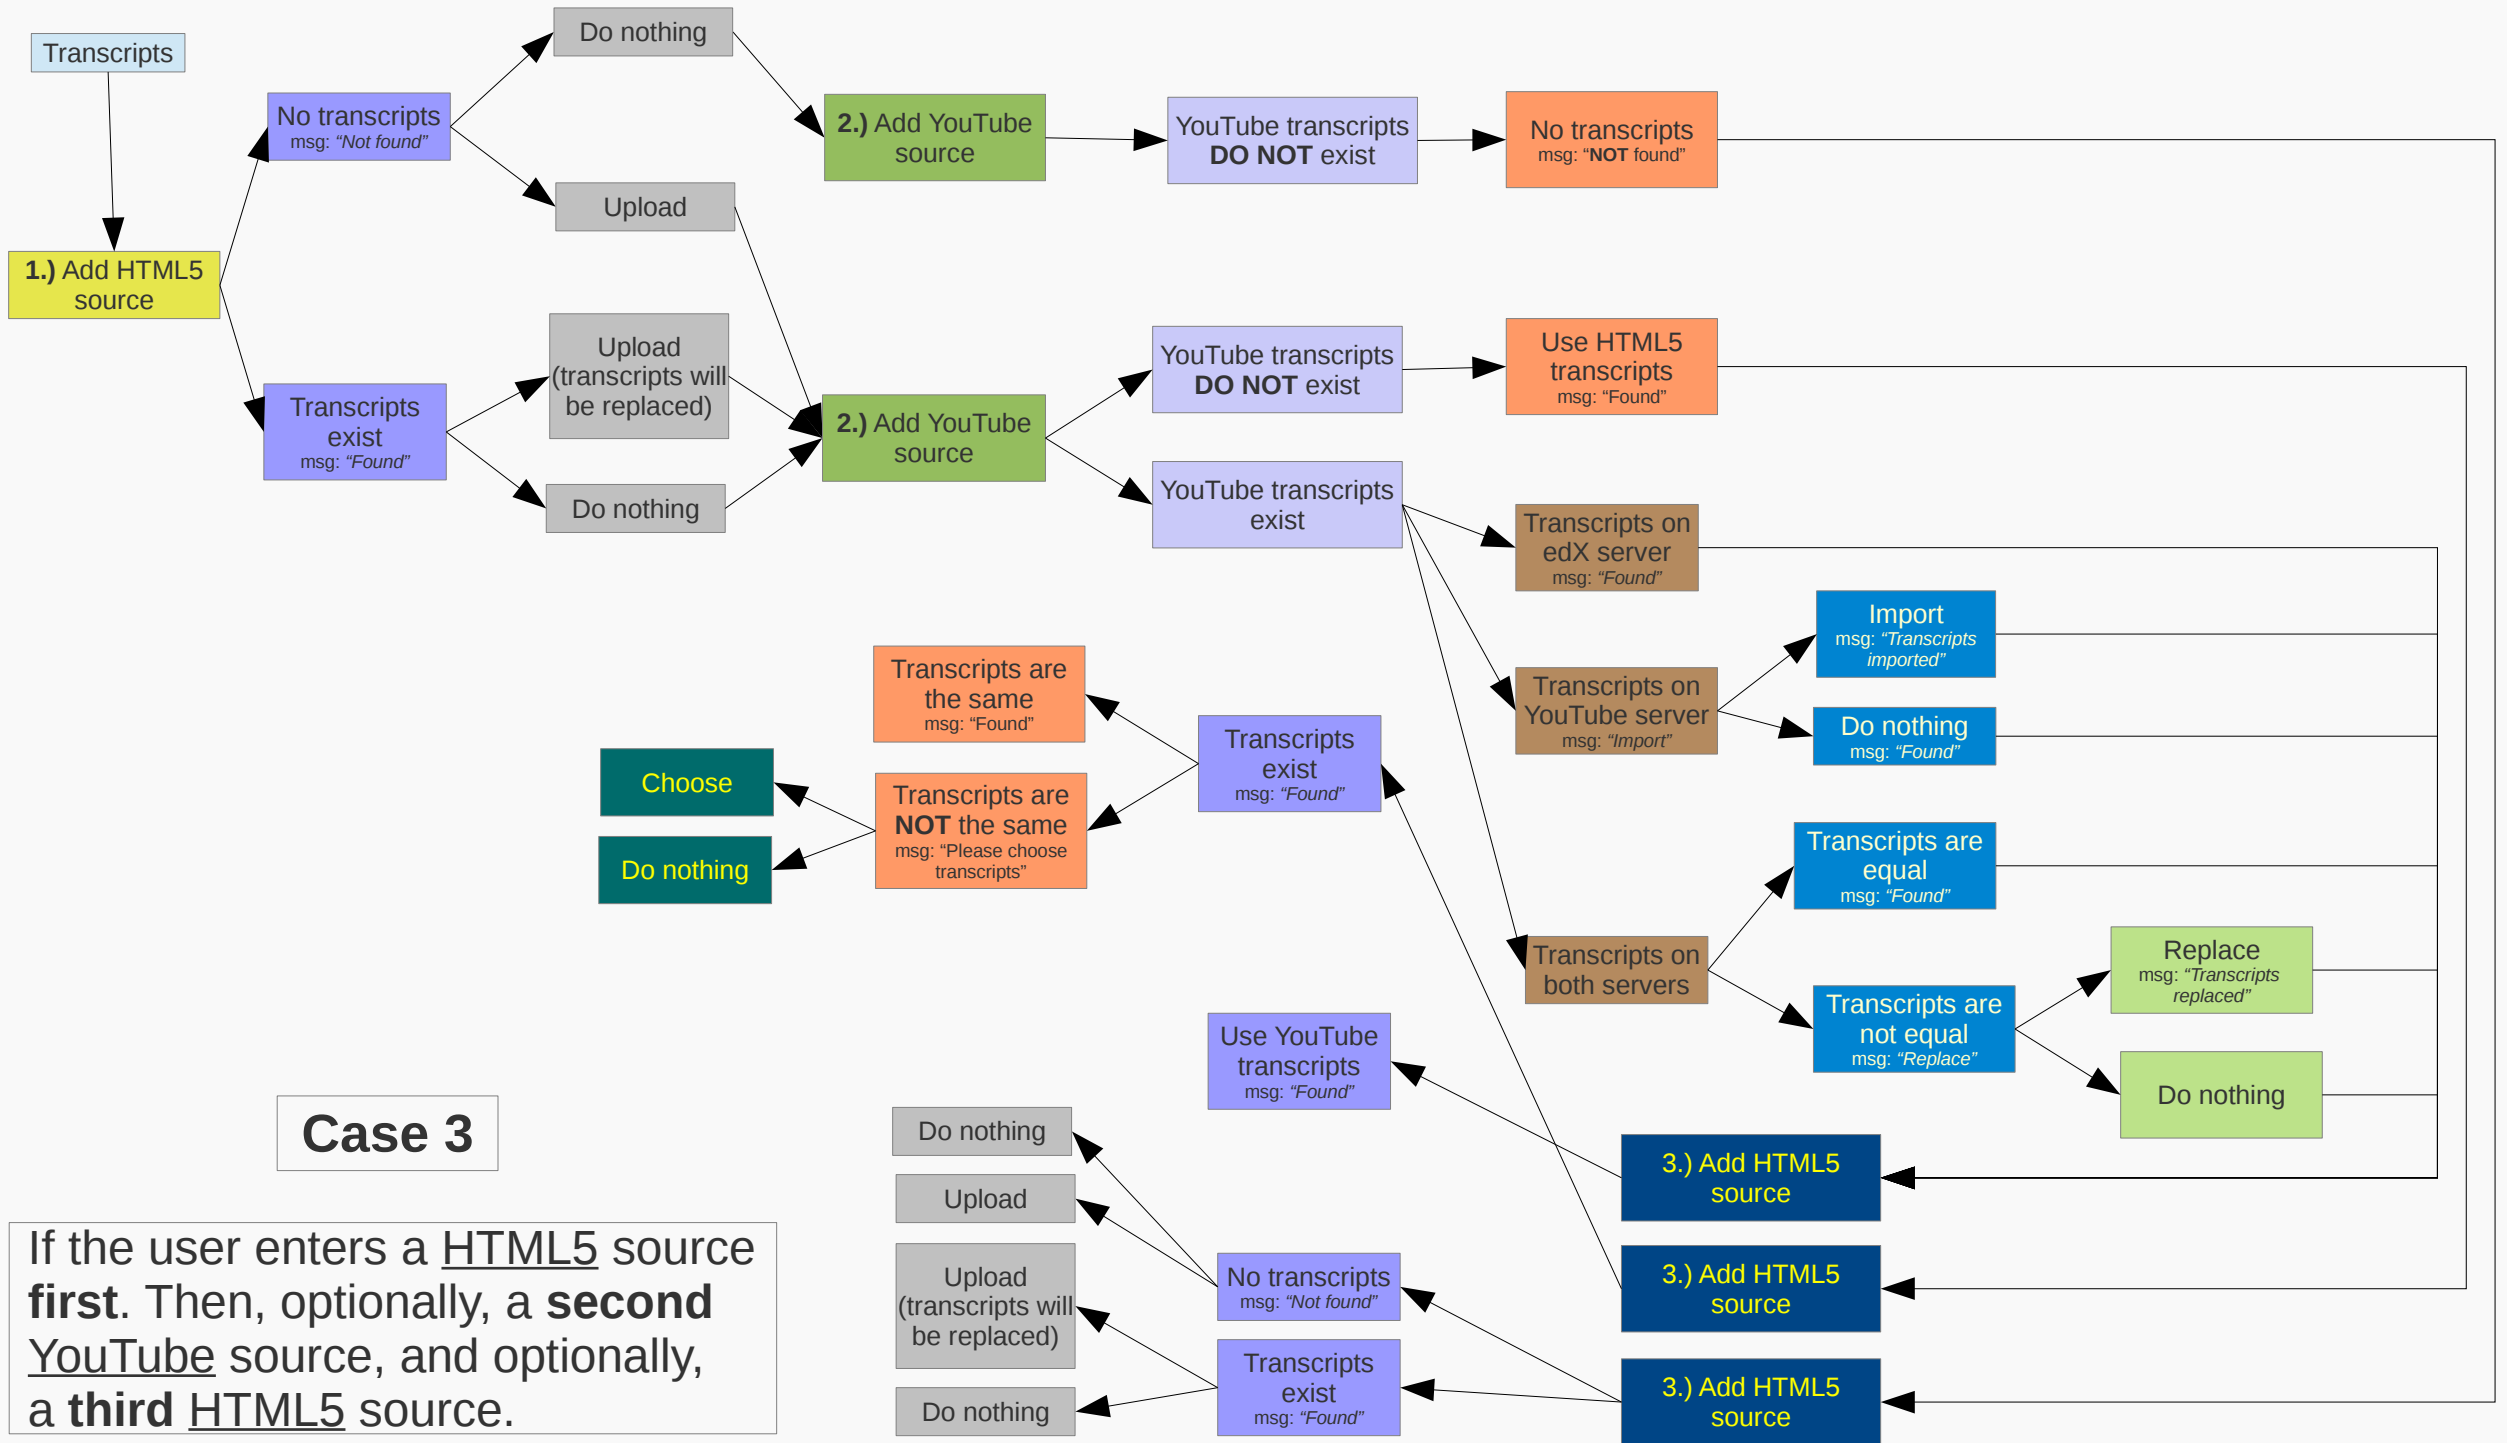 Transcripts
1.) Add HTML5
source
No transcripts
msg: “Not found”
Transcripts
exist
msg: “Found”
Do nothing
Upload
Upload
(transcripts will
be replaced)
Do nothing
2.) Add YouTube
source
2.) Add YouTube
source
YouTube transcripts
DO NOT exist
No transcripts
msg: “NOT found”
YouTube transcripts
DO NOT exist
Use HTML5
transcripts
msg: “Found”
YouTube transcripts
exist
Transcripts on
edX server
msg: “Found”
Transcripts on
YouTube server
msg: “Import”
Import
msg: “Transcripts
imported”
Do nothing
msg: “Found”
Transcripts on
both servers
Transcripts are
equal
msg: “Found”
Transcripts are
not equal
msg: “Replace”
Replace
msg: “Transcripts
replaced”
Do nothing
3.) Add HTML5
source
3.) Add HTML5
source
3.) Add HTML5
source
Use YouTube
transcripts
msg: “Found”
Transcripts
exist
msg: “Found”
Transcripts are
the same
msg: “Found”
Transcripts are
NOT the same
msg: “Please choose
transcripts”
Choose
Do nothing
No transcripts
msg: “Not found”
Transcripts
exist
msg: “Found”
Do nothing
Upload
Upload
(transcripts will
be replaced)
Do nothing
Case 3
If the user enters a HTML5 source
first. Then, optionally, a second
YouTube source, and optionally,
a third HTML5 source.